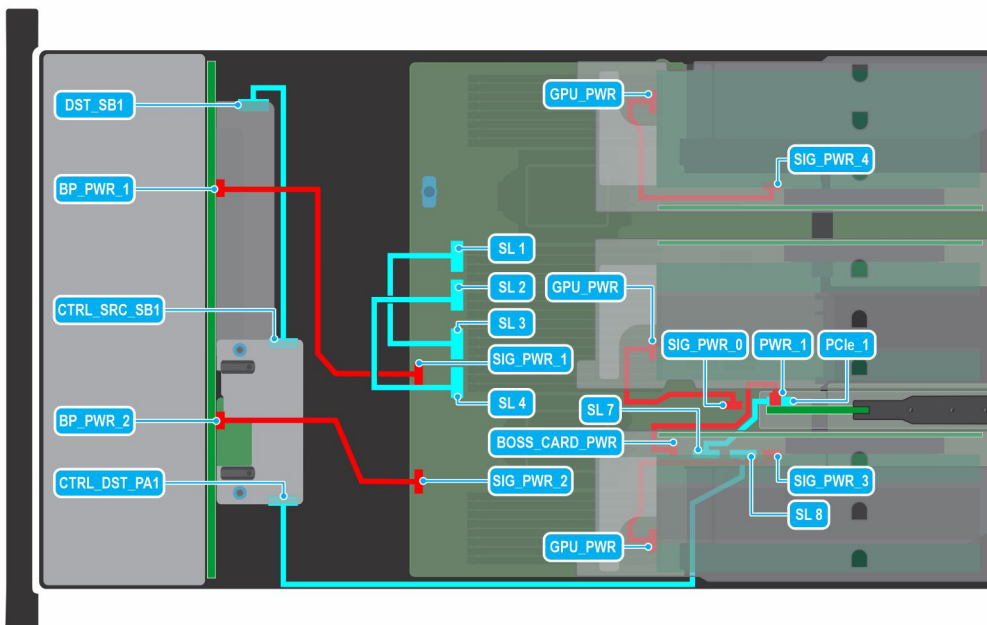 GPU_PWR
DST_SB1
SIG_PWR_4
BP_PWR_1
SL 1
SL 2
GPU_PWR
CTRL_SRC_SB1
SL 3
SIG_PWR_1
SIG_PWR_0
PWR_1
PCIe_1
SL 4
SL 7
BP_PWR_2
BOSS_CARD_PWR
CTRL_DST_PA1
SIG_PWR_2
SIG_PWR_3
SL 8
GPU_PWR